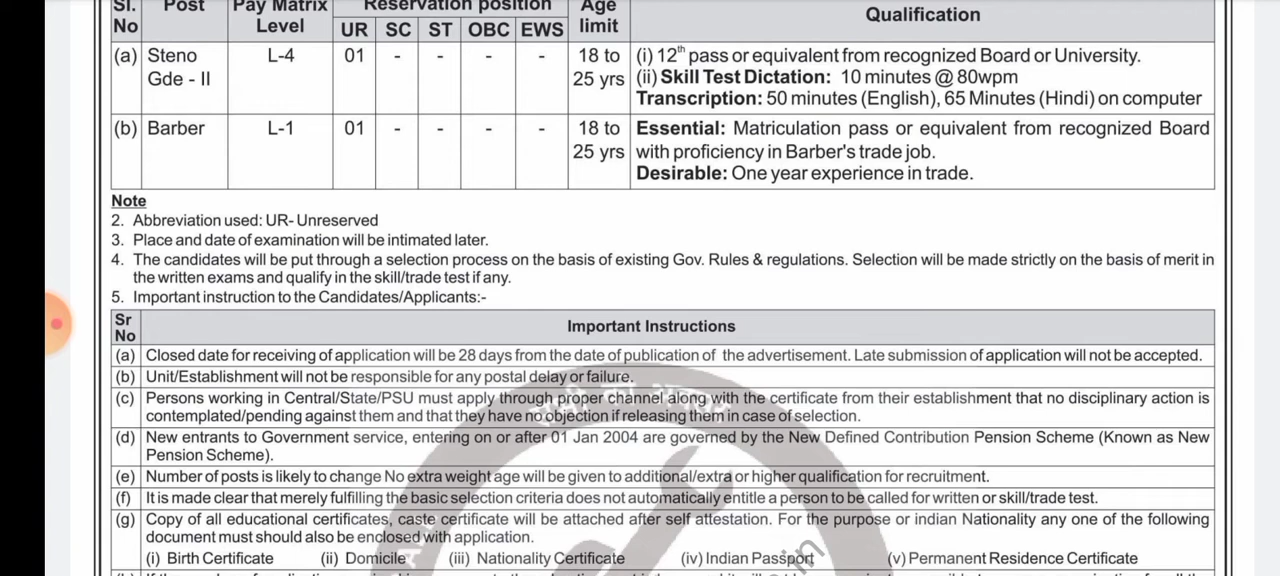 Sl. Post Pay Matrix Reservation position Age Qualification
No Level UR SC ST OBC EWS limit
(a) Steno L-4 01 - - - - 18 to (i) 12th pass or equivalent from recognized Board or University.
Gde - II 25 yrs (ii) Skill Test Dictation: 10 minutes @ 80wpm
Transcription: 50 minutes (English), 65 Minutes (Hindi) on computer
(b) Barber L-1 01 - - - - 18 to Essential: Matriculation pass or equivalent from recognized Board
25 yrs with proficiency in Barber's trade job.
Desirable: One year experience in trade.
Note
2. Abbreviation used: UR- Unreserved
3. Place and date of examination will be intimated later.
4. The candidates will be put through a selection process on the basis of existing Gov. Rules & regulations. Selection will be made strictly on the basis of merit in
the written exams and qualify in the skill/trade test if any.
5. Important instruction to the Candidates/Applicants:-
Sr Important Instructions
No
(a) Closed date for receiving of application will be 28 days from the date of publication of the advertisement. Late submission of application will not be accepted.
(b) Unit/Establishment will not be responsible for any postal delay or failure.
(c) Persons working in Central/State/PSU must apply through proper channel along with the certificate from their establishment that no disciplinary action is
contemplated/pending against them and that they have no objection if releasing them in case of selection.
(d) New entrants to Government service, entering on or after 01 Jan 2004 are governed by the New Defined Contribution Pension Scheme (Known as New
Pension Scheme).
(e) Number of posts is likely to change No extra weight age will be given to additional/extra or higher qualification for recruitment.
(f) It is made clear that merely fulfilling the basic selection criteria does not automatically entitle a person to be called for written or skill/trade test.
(g) Copy of all educational certificates, caste certificate will be attached after self attestation. For the purpose or indian Nationality any one of the following
document must should also be enclosed with application.
(i) Birth Certificate (ii) Domicile (iii) Nationality Certificate (iv) Indian Passport (v) Permanent Residence Certificate